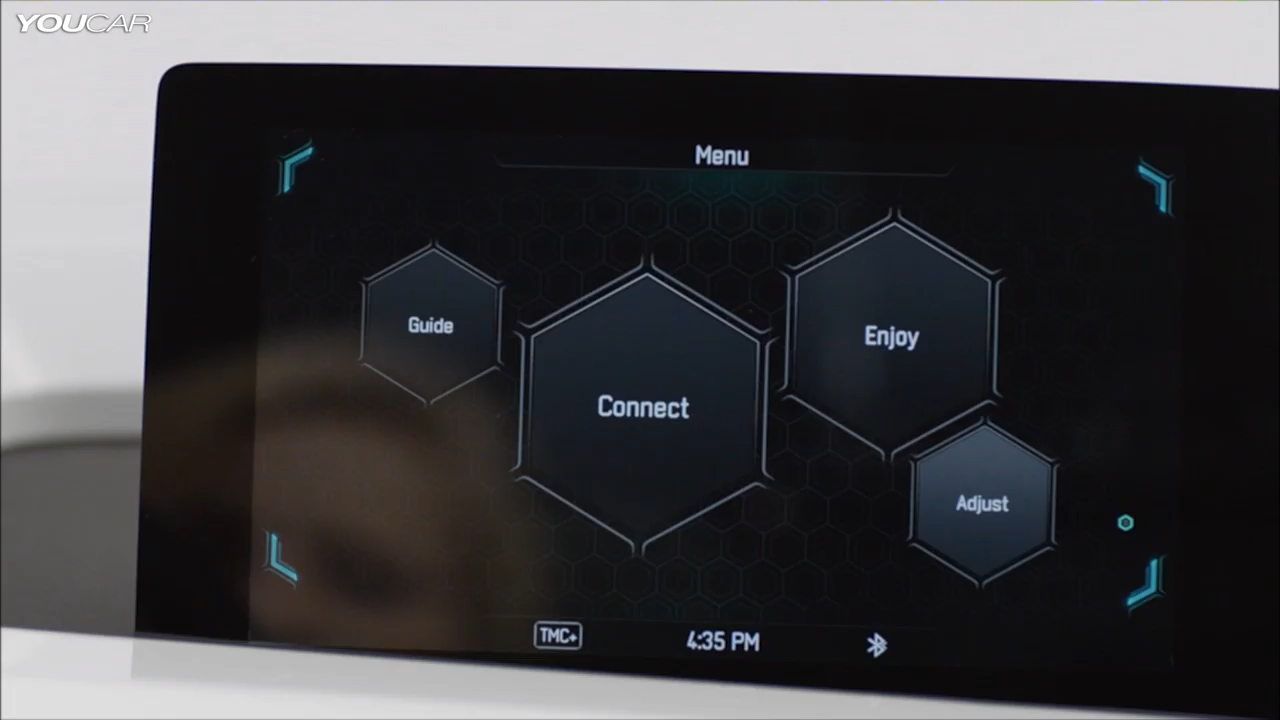 YOUCAR
Menu
Guide
Connect
Enjoy
Adjust
TMC+
4:35 PM